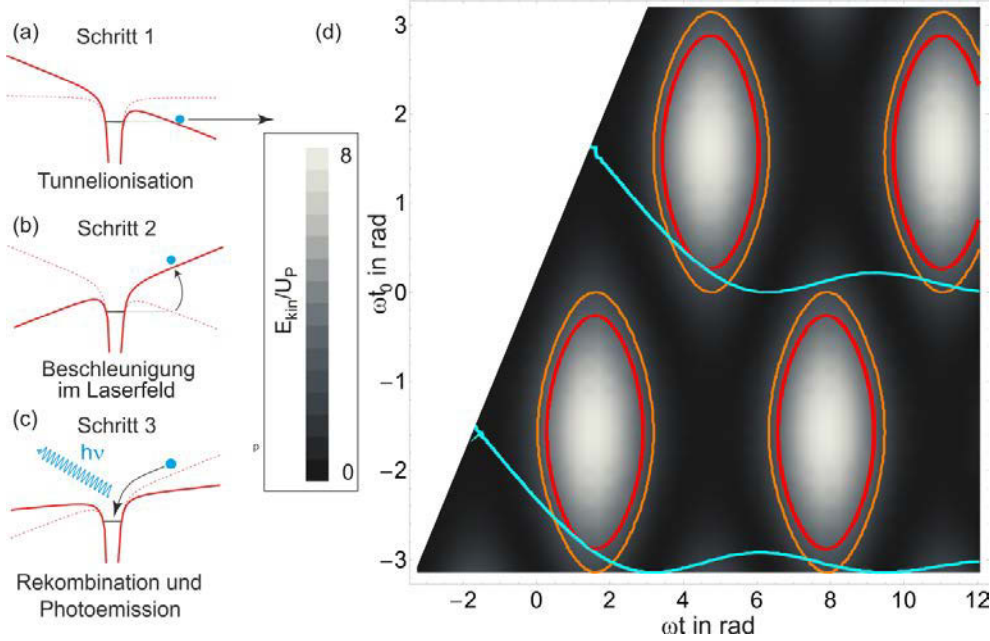 (a)
Schritt 1
Tunnelionisation
(b)
Schritt 2
Beschleunigung
im Laserfeld
(c)
Schritt 3
hν
Rekombination und
Photoemission
(d)
8
E_kin/U_P
0
p
ωt₀ in rad
3
2
1
0
−1
−2
−3
−2 0 2 4 6 8 10 12
ωt in rad